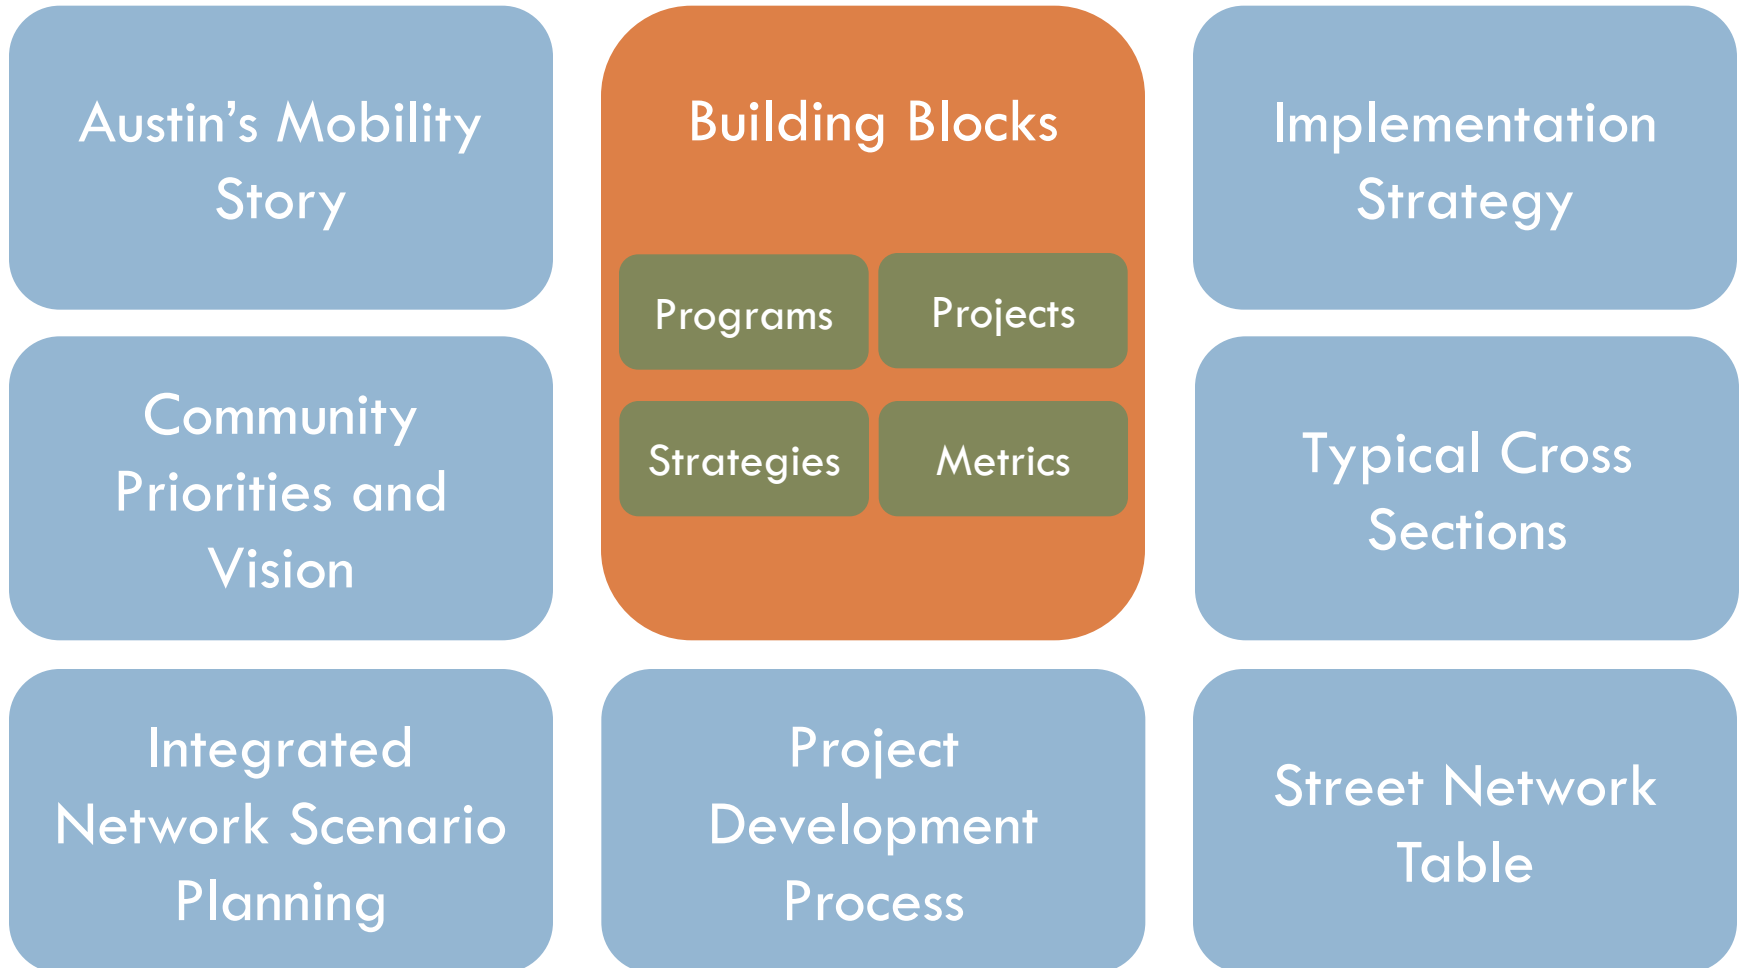 Austin’s Mobility
Story
Community
Priorities and
Vision
Integrated
Network Scenario
Planning
Building Blocks
Programs
Projects
Strategies
Metrics
Project
Development
Process
Implementation
Strategy
Typical Cross
Sections
Street Network
Table